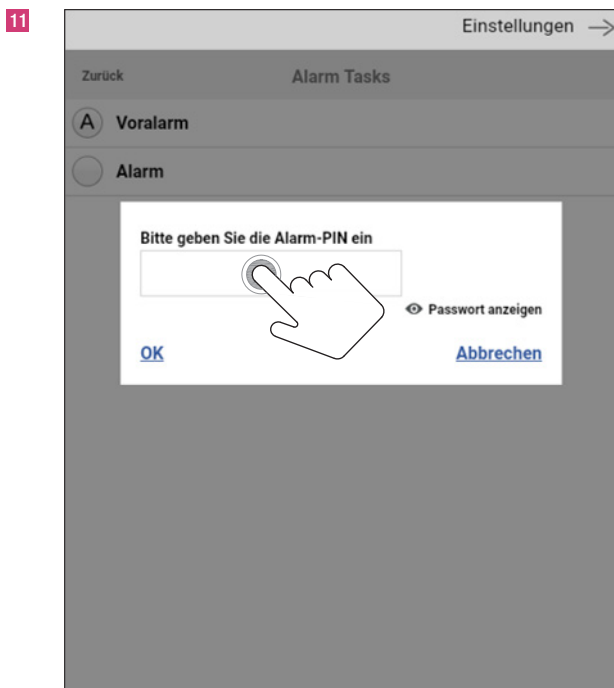 11
Einstellungen →
Zurück Alarm Tasks
A Voralarm
Alarm
Bitte geben Sie die Alarm-PIN ein
Passwort anzeigen
OK Abbrechen